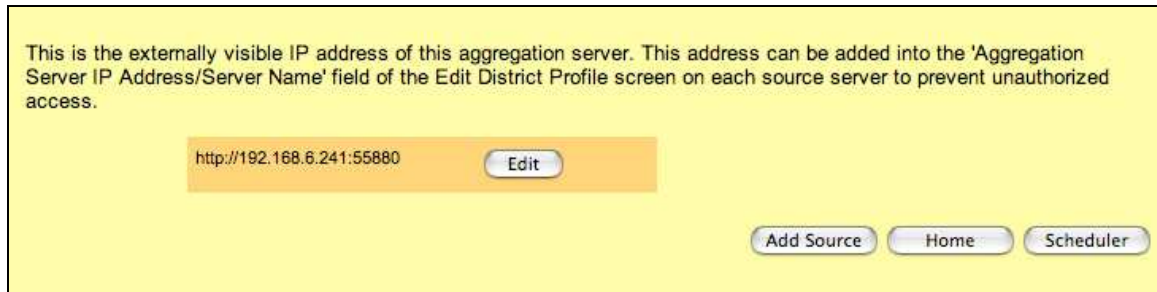 This is the externally visible IP address of this aggregation server. This address can be added into the 'Aggregation
Server IP Address/Server Name' field of the Edit District Profile screen on each source server to prevent unauthorized
access.
http://192.168.6.241:55880
Edit
Add Source
Home
Scheduler